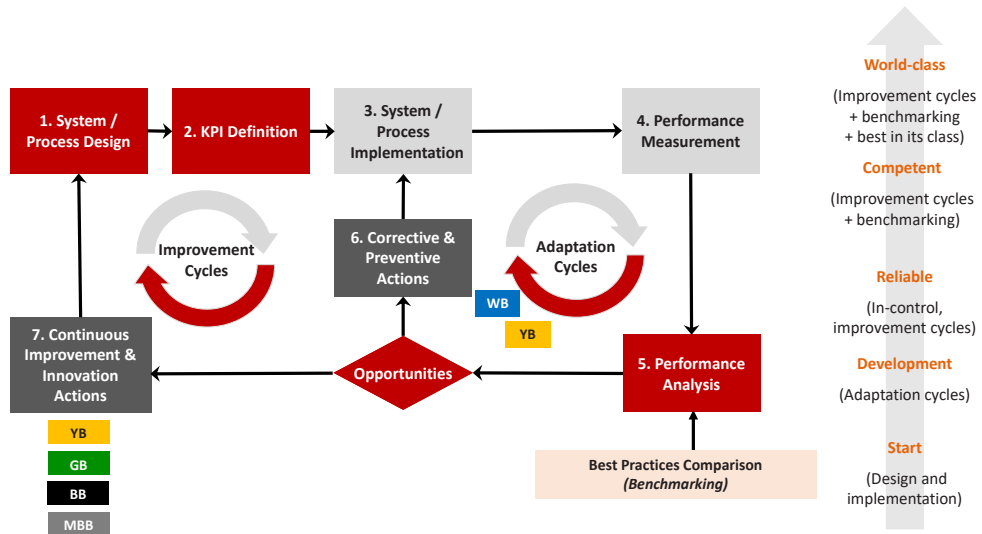 1. System /
Process Design
2. KPI Definition
3. System /
Process
Implementation
4. Performance
Measurement
Improvement
Cycles
6. Corrective &
Preventive
Actions
Adaptation
Cycles
WB
YB
7. Continuous
Improvement &
Innovation
Actions
Opportunities
5. Performance
Analysis
YB
GB
BB
MBB
Best Practices Comparison
(Benchmarking)
World-class
(Improvement cycles
+ benchmarking
+ best in its class)
Competent
(Improvement cycles
+ benchmarking)
Reliable
(In-control,
improvement cycles)
Development
(Adaptation cycles)
Start
(Design and
implementation)